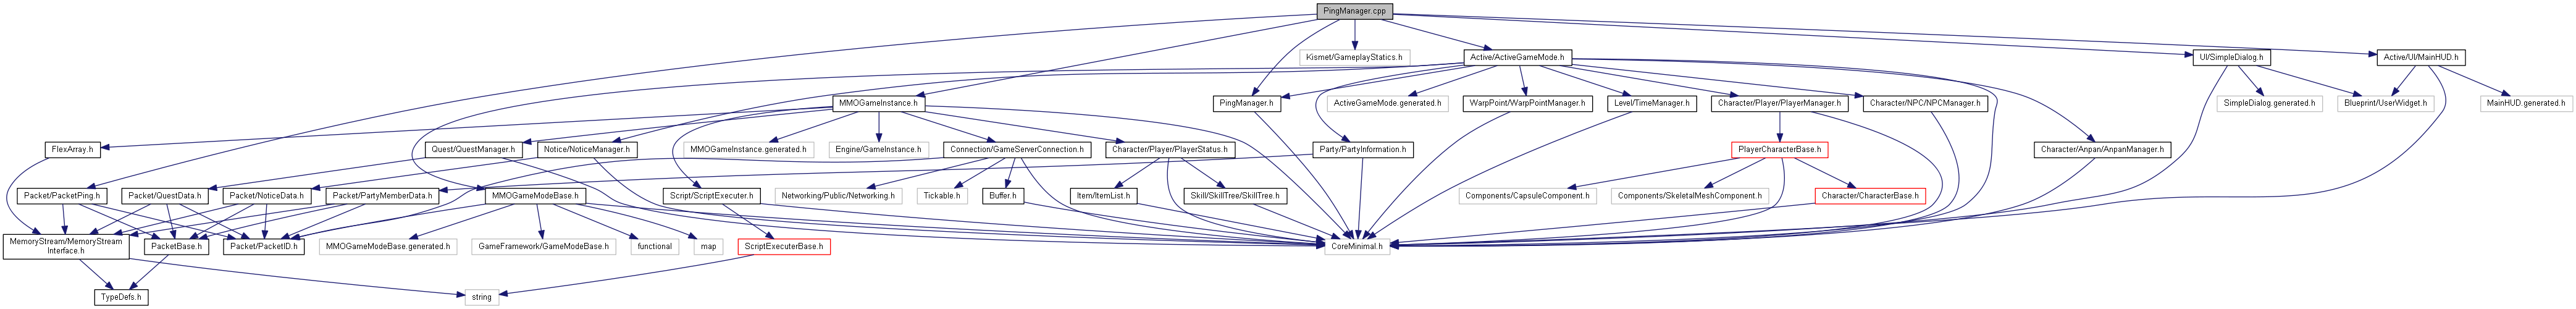 PingManager.cpp
Kismet/GameplayStatics.h
Active/ActiveGameMode.h
UI/SimpleDialog.h
Active/UI/MainHUD.h
MMOGameInstance.h
PingManager.h
ActiveGameMode.generated.h
WarpPoint/WarpPointManager.h
Level/TimeManager.h
Character/Player/PlayerManager.h
Character/NPC/NPCManager.h
SimpleDialog.generated.h
Blueprint/UserWidget.h
MainHUD.generated.h
FlexArray.h
Quest/QuestManager.h
Notice/NoticeManager.h
MMOGameInstance.generated.h
Engine/GameInstance.h
Connection/GameServerConnection.h
Character/Player/PlayerStatus.h
Party/PartyInformation.h
PlayerCharacterBase.h
Character/Anpan/AnpanManager.h
Packet/PacketPing.h
Packet/QuestData.h
Packet/NoticeData.h
Packet/PartyMemberData.h
MMOGameModeBase.h
Script/ScriptExecuter.h
Networking/Public/Networking.h
Tickable.h
Buffer.h
Item/ItemList.h
Skill/SkillTree/SkillTree.h
Components/CapsuleComponent.h
Components/SkeletalMeshComponent.h
Character/CharacterBase.h
MemoryStream/MemoryStream
Interface.h
PacketBase.h
Packet/PacketID.h
MMOGameModeBase.generated.h
GameFramework/GameModeBase.h
functional
map
ScriptExecuterBase.h
CoreMinimal.h
TypeDefs.h
string